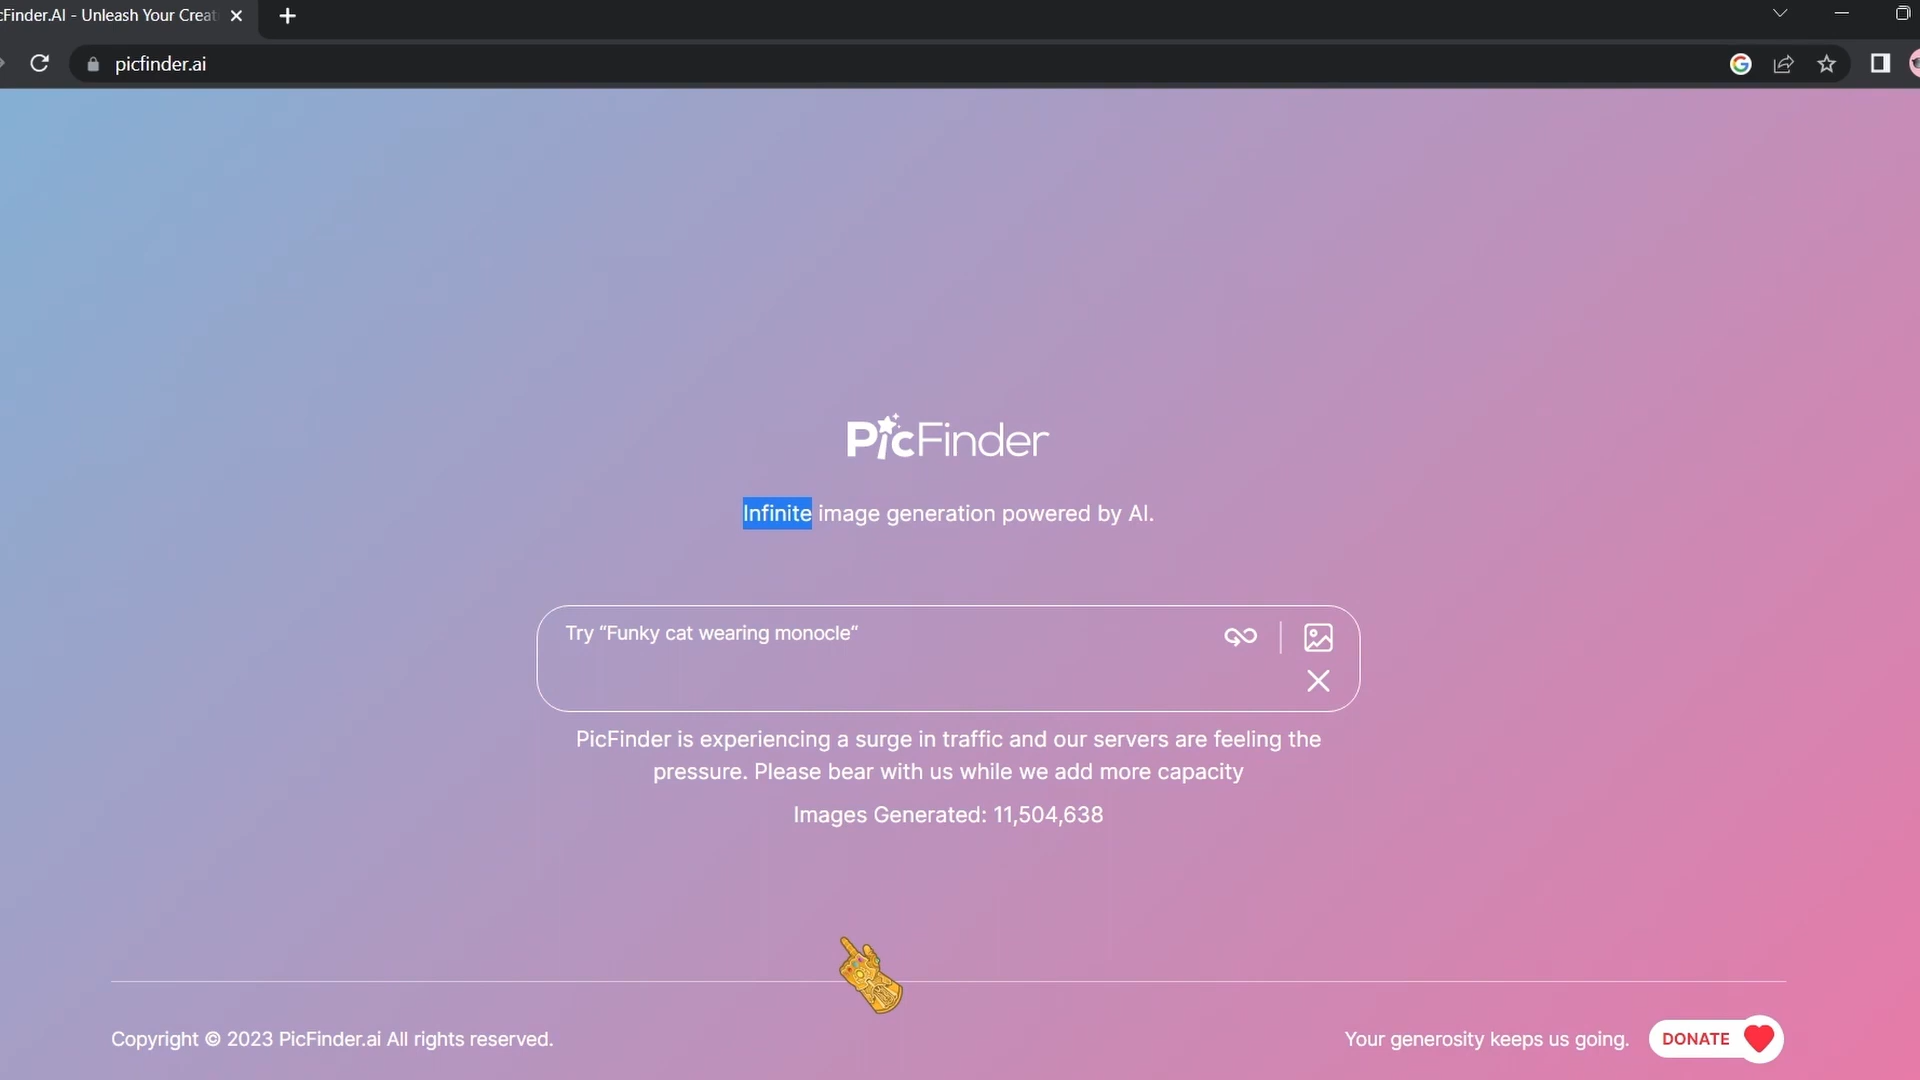 cFinder.AI - Unleash Your Creat
picfinder.ai
PicFinder
Infinite image generation powered by AI.
Try “Funky cat wearing monocle“
PicFinder is experiencing a surge in traffic and our servers are feeling the
pressure. Please bear with us while we add more capacity
Images Generated: 11,504,638
Copyright © 2023 PicFinder.ai All rights reserved.
Your generosity keeps us going.
DONATE